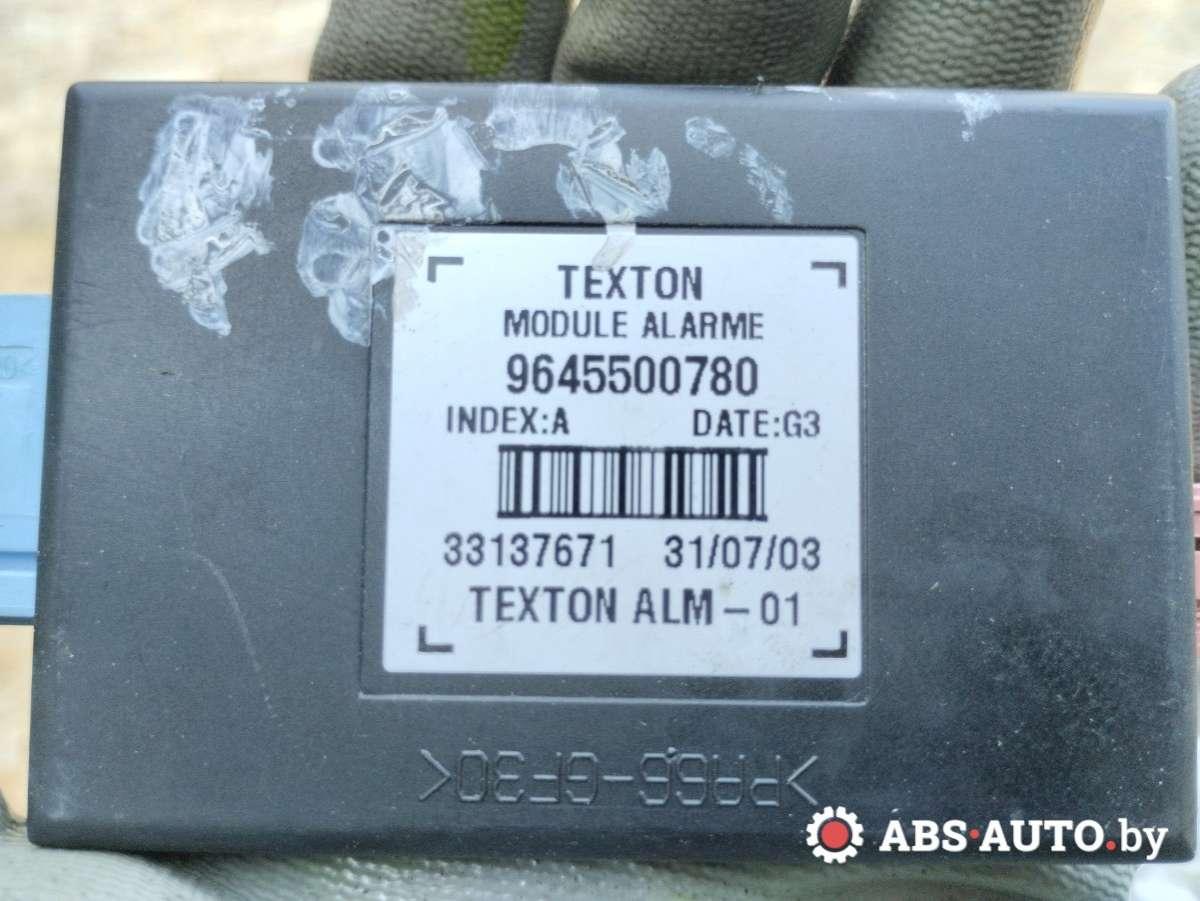 TEXTON
MODULE ALARME
9645500780
INDEX:A DATE:G3
33137671 31/07/03
TEXTON ALM-01
>PA66-GF30<
ABS·AUTO.by